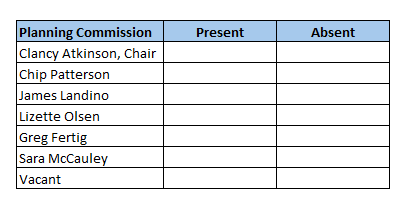 Planning Commission Present Absent
Clancy Atkinson, Chair
Chip Patterson
James Landino
Lizette Olsen
Greg Fertig
Sara McCauley
Vacant